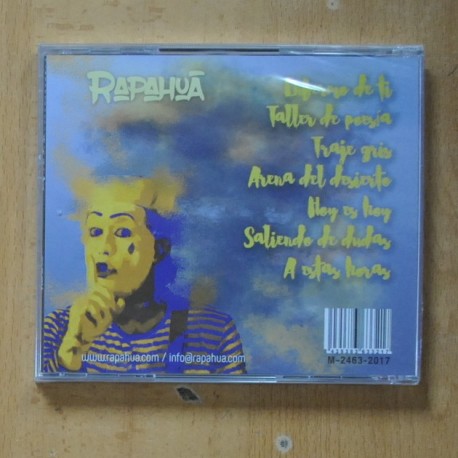 RAPAHUÃ
de ti
Taller de poesía
Traje gris
Arena del desierto
Hoy es hoy
Saliendo de dudas
A estas horas
www.rapahua.com / info@rapahua.com
M-2463-2017